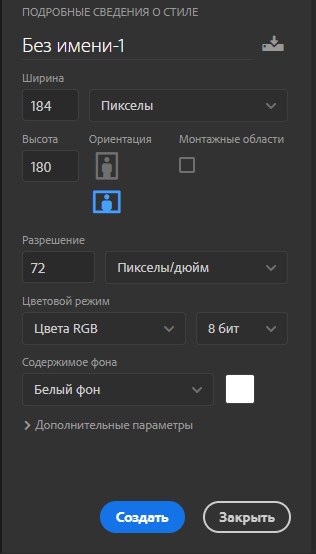 ПОДРОБНЫЕ СВЕДЕНИЯ О СТИЛЕ
Без имени-1
Ширина
184 Пикселы
Высота Ориентация Монтажные области
180
Разрешение
72 Пикселы/дюйм
Цветовой режим
Цвета RGB 8 бит
Содержимое фона
Белый фон
Дополнительные параметры
Создать Закрыть